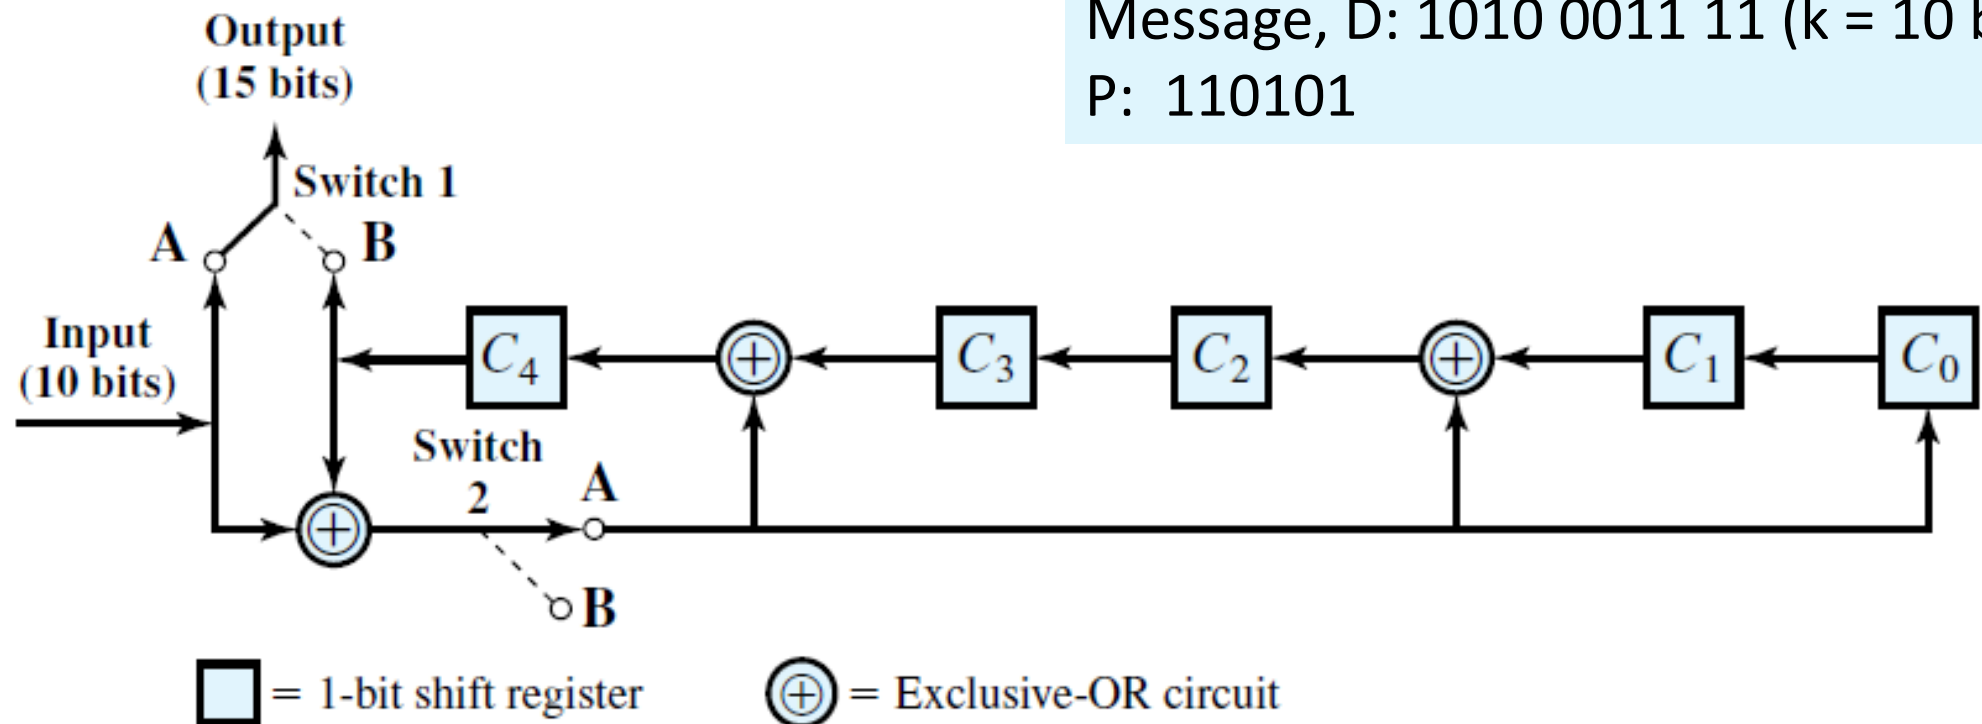 Output
(15 bits)
Message, D: 1010 0011 11 (k = 10
P: 110101
Switch 1
A
B
Input
(10 bits)
C4
C3
C2
C1
C0
Switch
2
A
B
= 1-bit shift register
= Exclusive-OR circuit